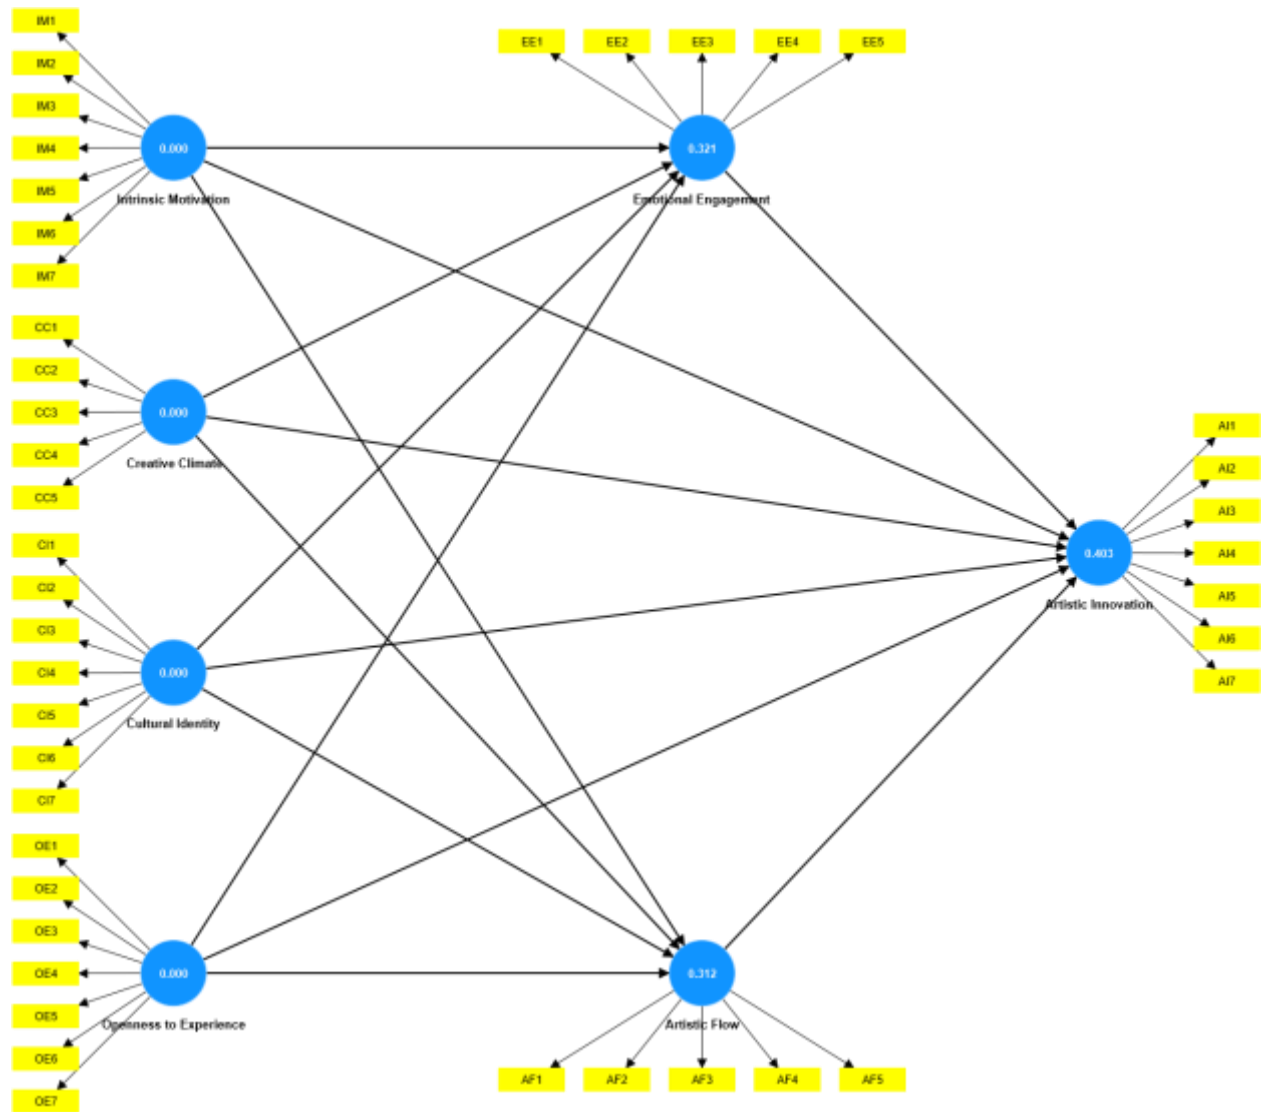 IM1
IM2
IM3
IM4
IM5
IM6
IM7
0.000
Intrinsic Motivation
EE1
EE2
EE3
EE4
EE5
0.321
Emotional Engagement
CC1
CC2
CC3
CC4
CC5
0.000
Creative Climate
CI1
CI2
CI3
CI4
CI5
CI6
CI7
0.000
Cultural Identity
AI1
AI2
AI3
AI4
AI5
AI6
AI7
0.403
Artistic Innovation
OE1
OE2
OE3
OE4
OE5
OE6
OE7
0.000
Openness to Experience
0.312
Artistic Flow
AF1
AF2
AF3
AF4
AF5